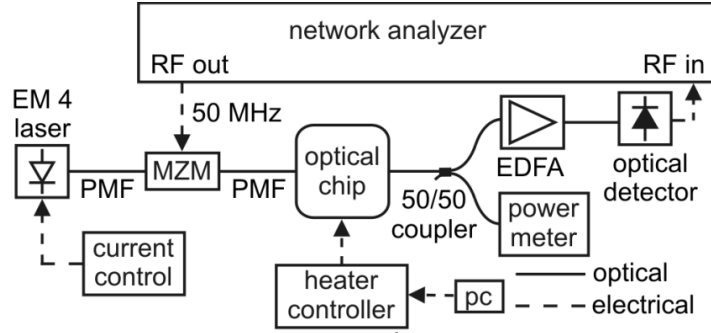 network analyzer
RF out
RF in
EM 4
laser
50 MHz
MZM
PMF
PMF
optical
chip
EDFA
optical
detector
50/50
coupler
power
meter
current
control
heater
controller
pc
optical
electrical